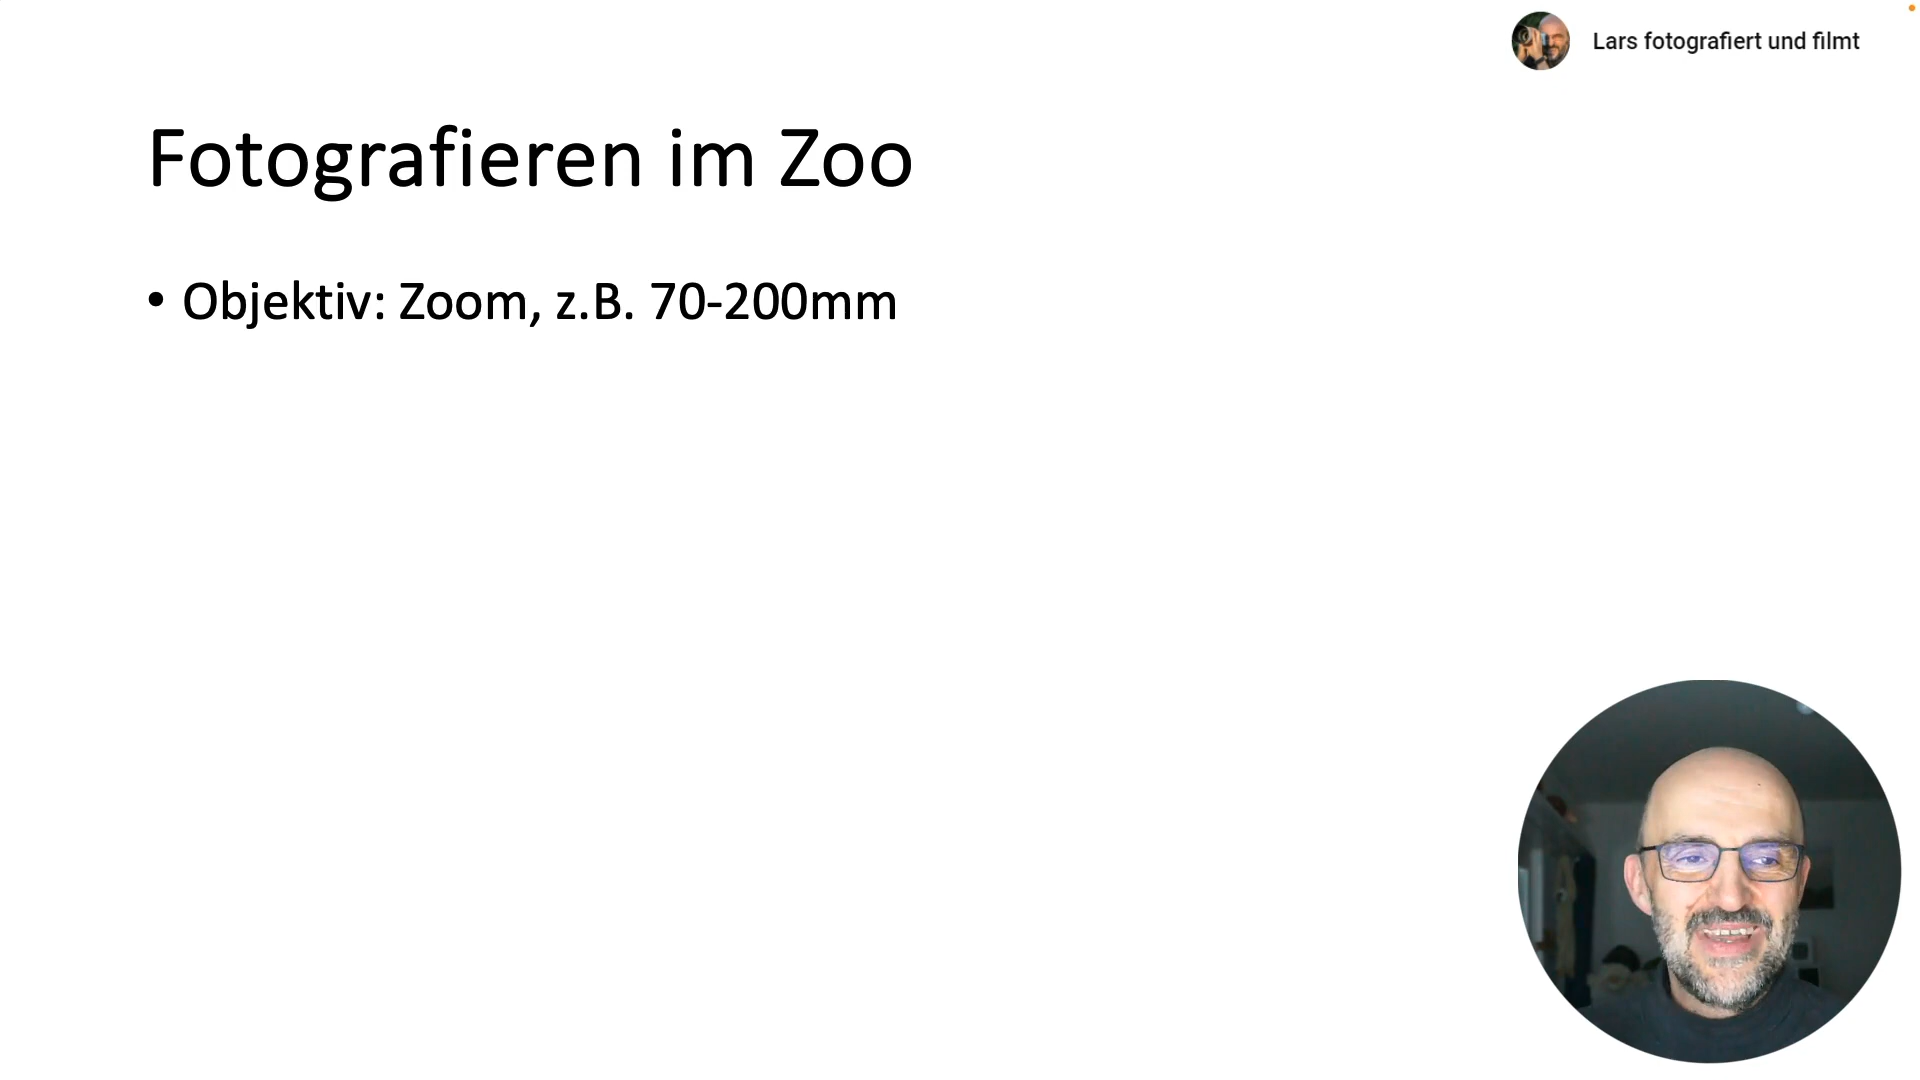 Lars fotografiert und filmt
Fotografieren im Zoo
• Objektiv: Zoom, z.B. 70-200mm